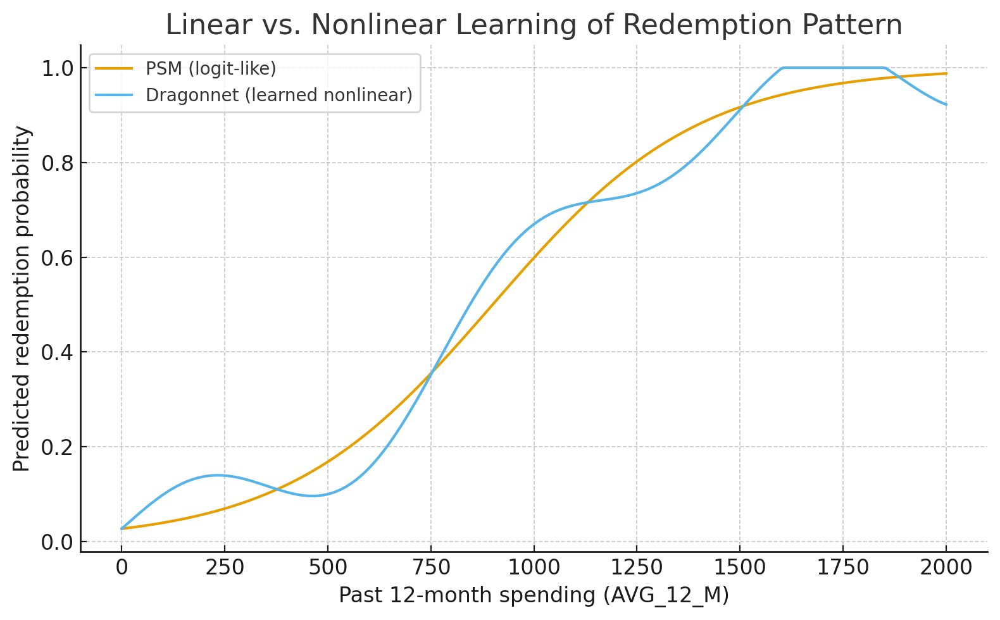 Linear vs. Nonlinear Learning of Redemption Pattern
PSM (logit-like)
Dragonnet (learned nonlinear)
Predicted redemption probability
1.0
0.8
0.6
0.4
0.2
0.0
0 250 500 750 1000 1250 1500 1750 2000
Past 12-month spending (AVG_12_M)